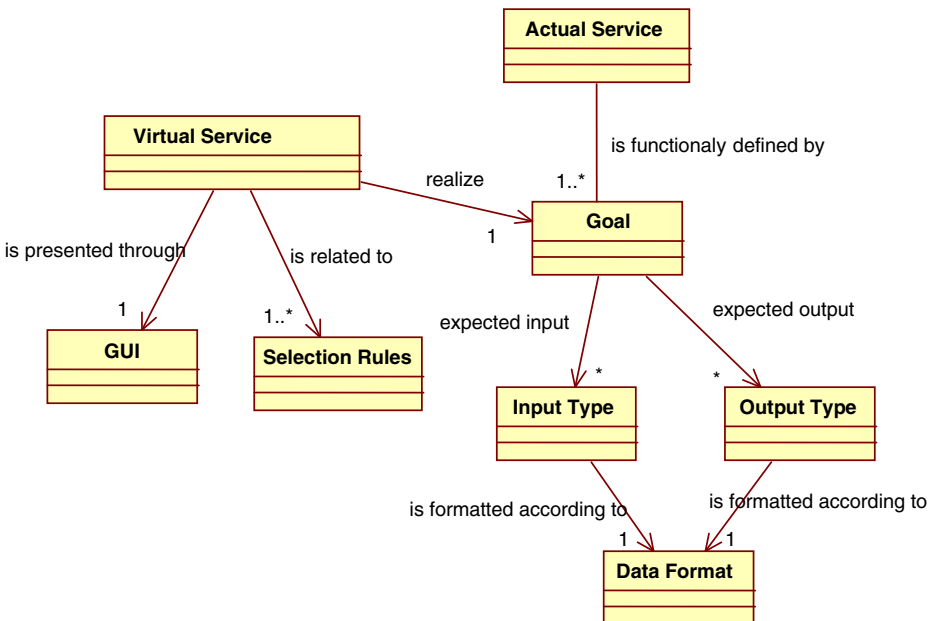 Actual Service
Virtual Service
is functionaly defined by
realize
1..*
Goal
1
is presented through
is related to
1
1..*
expected input
expected output
GUI
Selection Rules
*
*
Input Type
Output Type
is formatted according to
is formatted according to
1
1
Data Format